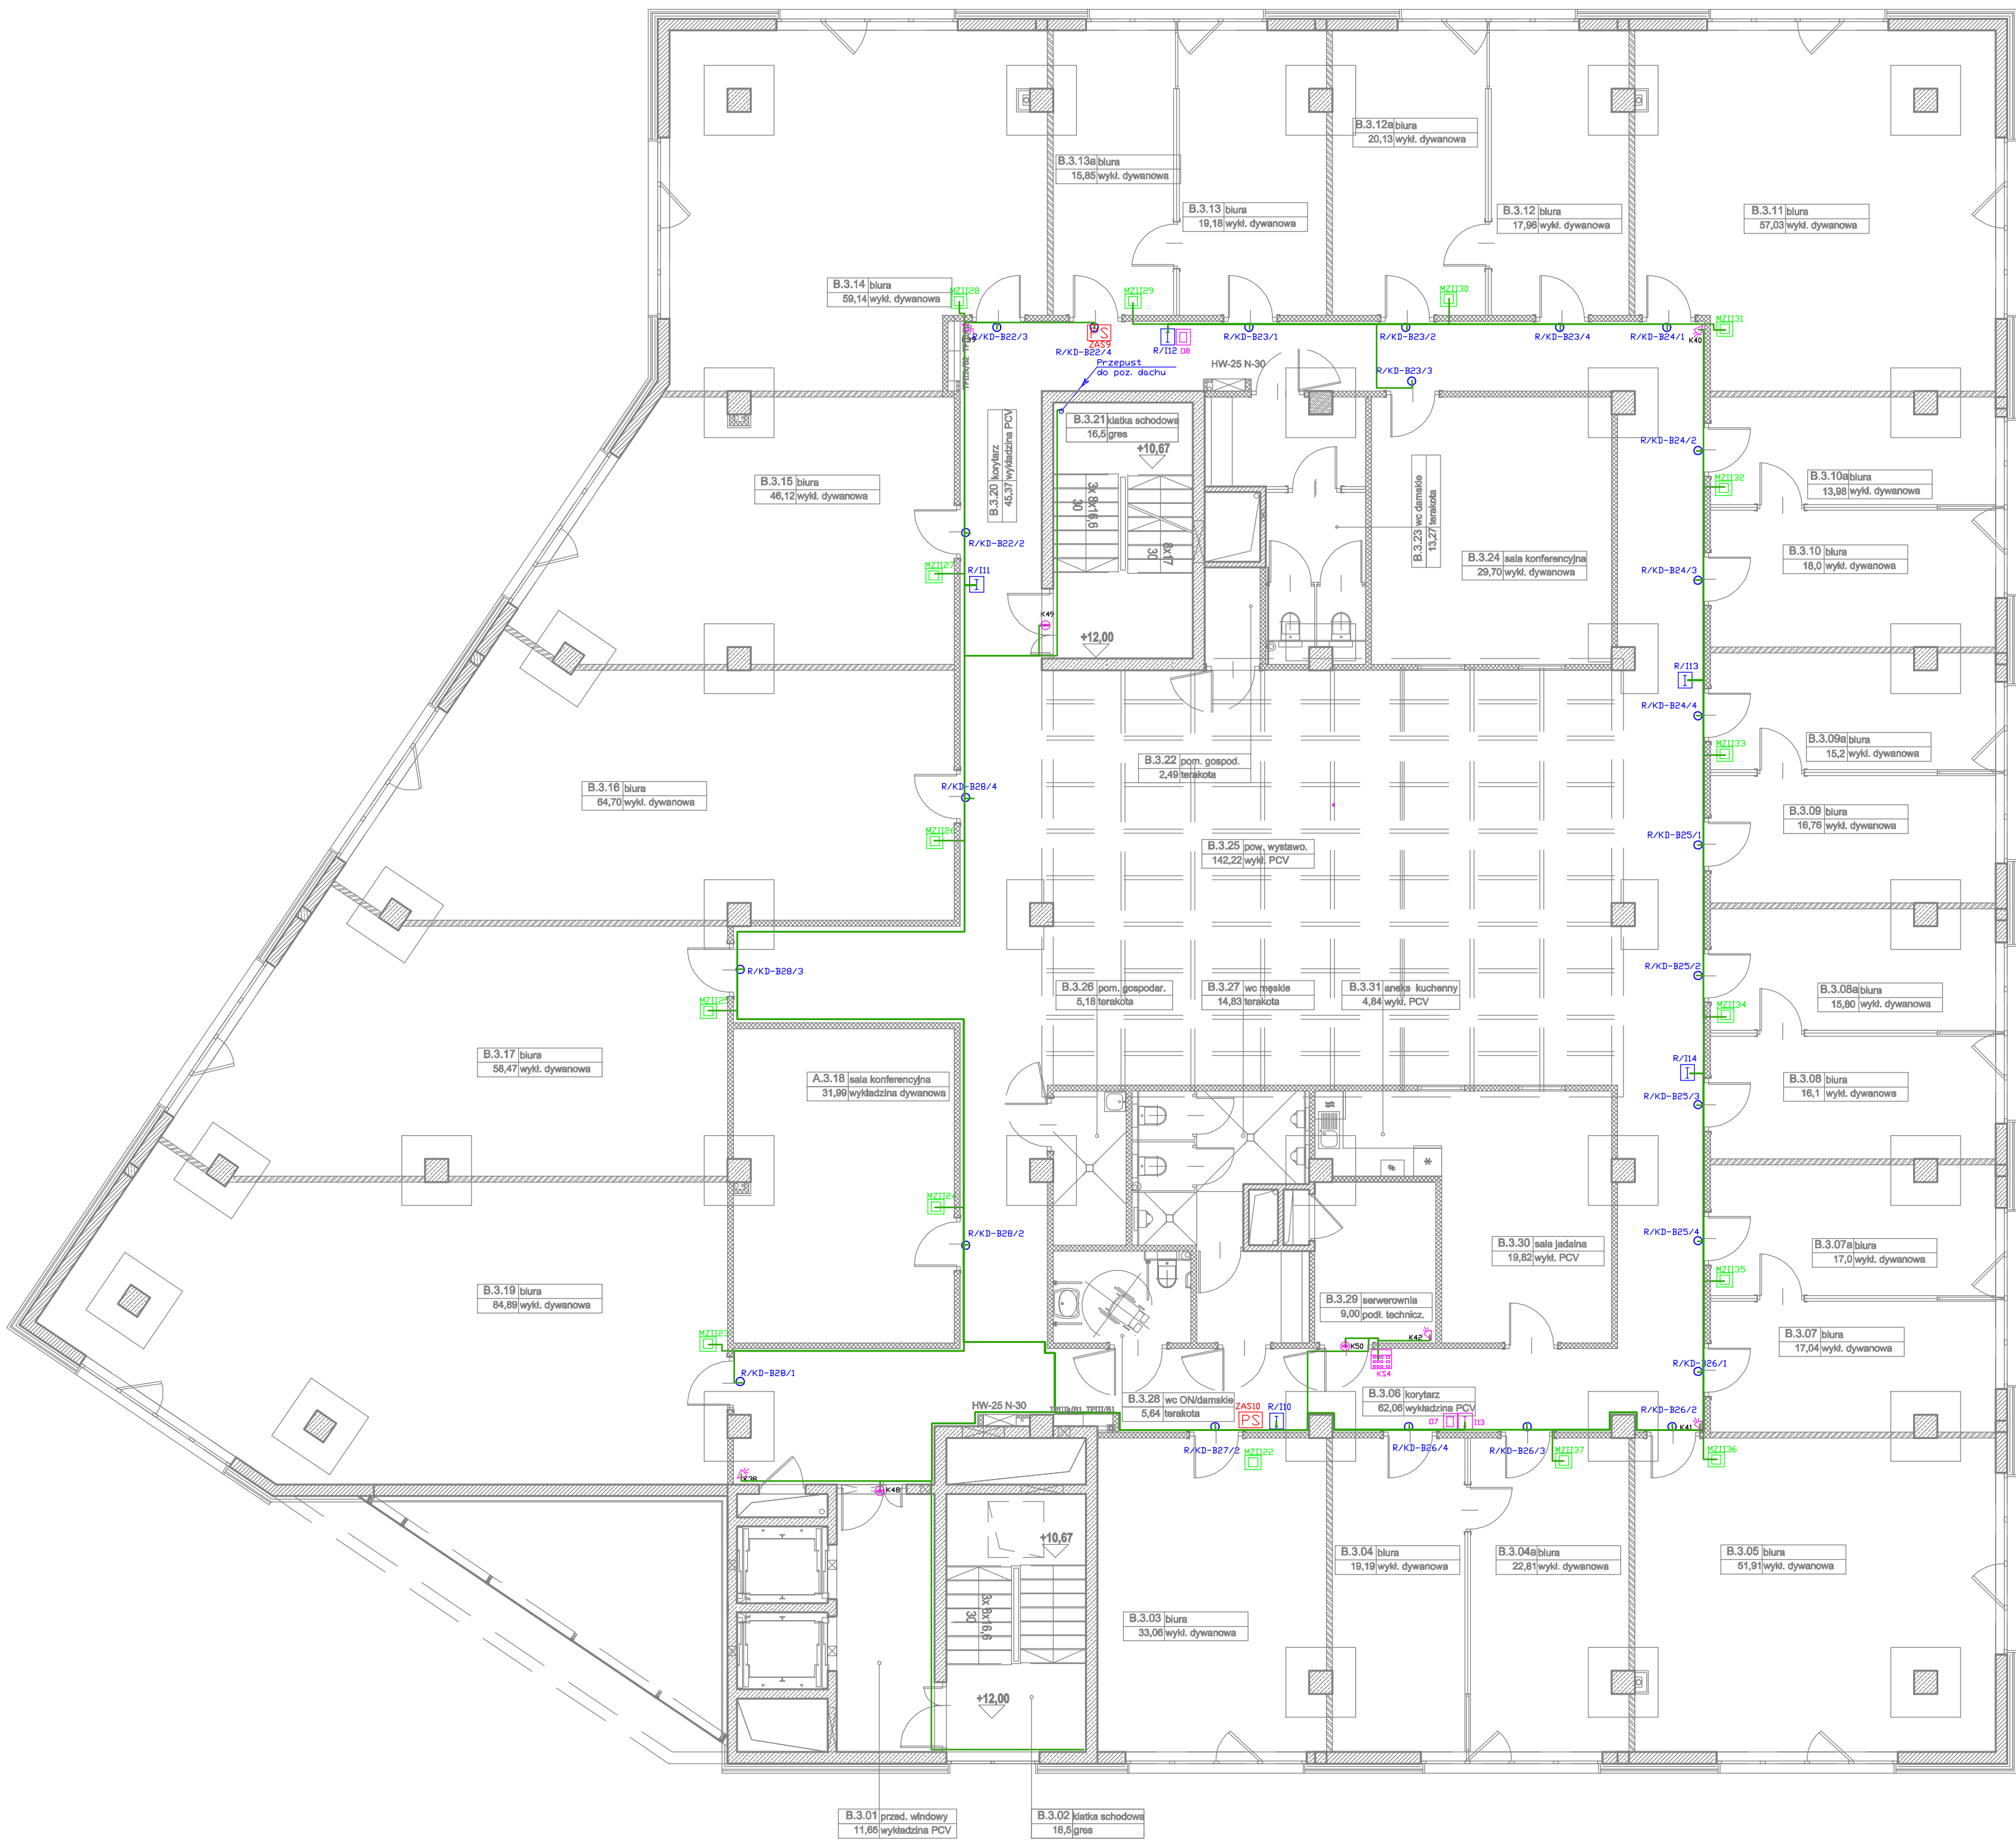 B.3.13a biura
15,85 wykł. dywanowa
B.3.12a biura
20,13 wykł. dywanowa
B.3.13 biura
19,18 wykł. dywanowa
B.3.12 biura
17,96 wykł. dywanowa
B.3.11 biura
57,03 wykł. dywanowa
B.3.14 biura
59,14 wykł. dywanowa
MZII28
MZII29
MZII30
MZII31
R/KD-B22/3
PS
ZAS9
R/KD-B22/4
R/I12
D8
R/KD-B23/1
R/KD-B23/2
R/KD-B23/4
R/KD-B24/1
K40
Przepust
do poz. dachu
HW-25 N-30
R/KD-B23/3
B.3.20 korytarz
45,37 wykładzina PCV
B.3.21 klatka schodowa
16,5 gres
+10,67
3x 8x16,6
30
8x17
30
B.3.23 wc damskie
13,27 terakota
R/KD-B24/2
B.3.15 biura
46,12 wykł. dywanowa
MZII32
B.3.10a biura
13,98 wykł. dywanowa
R/KD-B22/2
MZII27
R/I11
B.3.24 sala konferencyjna
29,70 wykł. dywanowa
R/KD-B24/3
B.3.10 biura
18,0 wykł. dywanowa
K49
+12,00
R/I13
R/KD-B24/4
MZII33
B.3.09a biura
15,2 wykł. dywanowa
B.3.22 pom. gospod.
2,49 terakota
B.3.16 biura
64,70 wykł. dywanowa
R/KD-B28/4
MZII26
B.3.09 biura
16,76 wykł. dywanowa
R/KD-B25/1
B.3.25 pow. wystawo.
142,22 wykł. PCV
R/KD-B28/3
R/KD-B25/2
MZII25
B.3.26 pom. gospodar.
5,18 terakota
B.3.27 wc męskie
14,83 terakota
B.3.31 aneks kuchenny
4,84 wykł. PCV
MZII34
B.3.08a biura
15,80 wykł. dywanowa
B.3.17 biura
58,47 wykł. dywanowa
A.3.18 sala konferencyjna
31,99 wykładzina dywanowa
R/I14
R/KD-B25/3
B.3.08 biura
16,1 wykł. dywanowa
#
*
MZII24
R/KD-B28/2
R/KD-B25/4
B.3.30 sala jadalna
19,82 wykł. PCV
B.3.07a biura
17,0 wykł. dywanowa
MZII35
B.3.19 biura
84,89 wykł. dywanowa
B.3.29 serwerownia
9,00 podł. technicz.
MZII23
K42
K50
KS4
B.3.07 biura
17,04 wykł. dywanowa
R/KD-B28/1
R/KD-B26/1
B.3.28 wc ON/damskie
5,64 terakota
B.3.06 korytarz
62,06 wykładzina PCV
HW-25 N-30
TPIIk/B1 TPII/B1
ZAS10
PS
R/I10
D7
I13
R/KD-B26/2
K41
R/KD-B27/2
MZII22
R/KD-B26/4
R/KD-B26/3
MZII37
MZII36
K38
K48
+10,67
3x 8x16,6
30
+12,00
B.3.04 biura
19,19 wykł. dywanowa
B.3.04a biura
22,81 wykł. dywanowa
B.3.05 biura
51,91 wykł. dywanowa
B.3.03 biura
33,06 wykł. dywanowa
B.3.01 przed. windowy
11,65 wykładzina PCV
B.3.02 klatka schodowa
16,5 gres